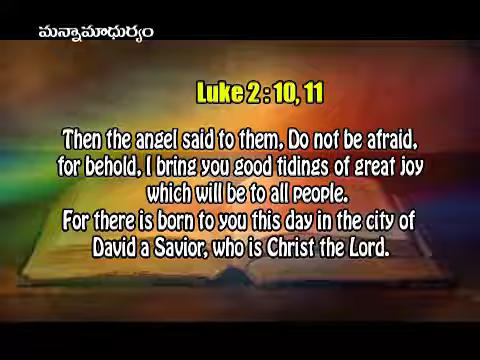 మన్నామాధుర్యం
Luke 2 : 10, 11
Then the angel said to them, Do not be afraid,
for behold, I bring you good tidings of great joy
which will be to all people.
For there is born to you this day in the city of
David a Savior, who is Christ the Lord.